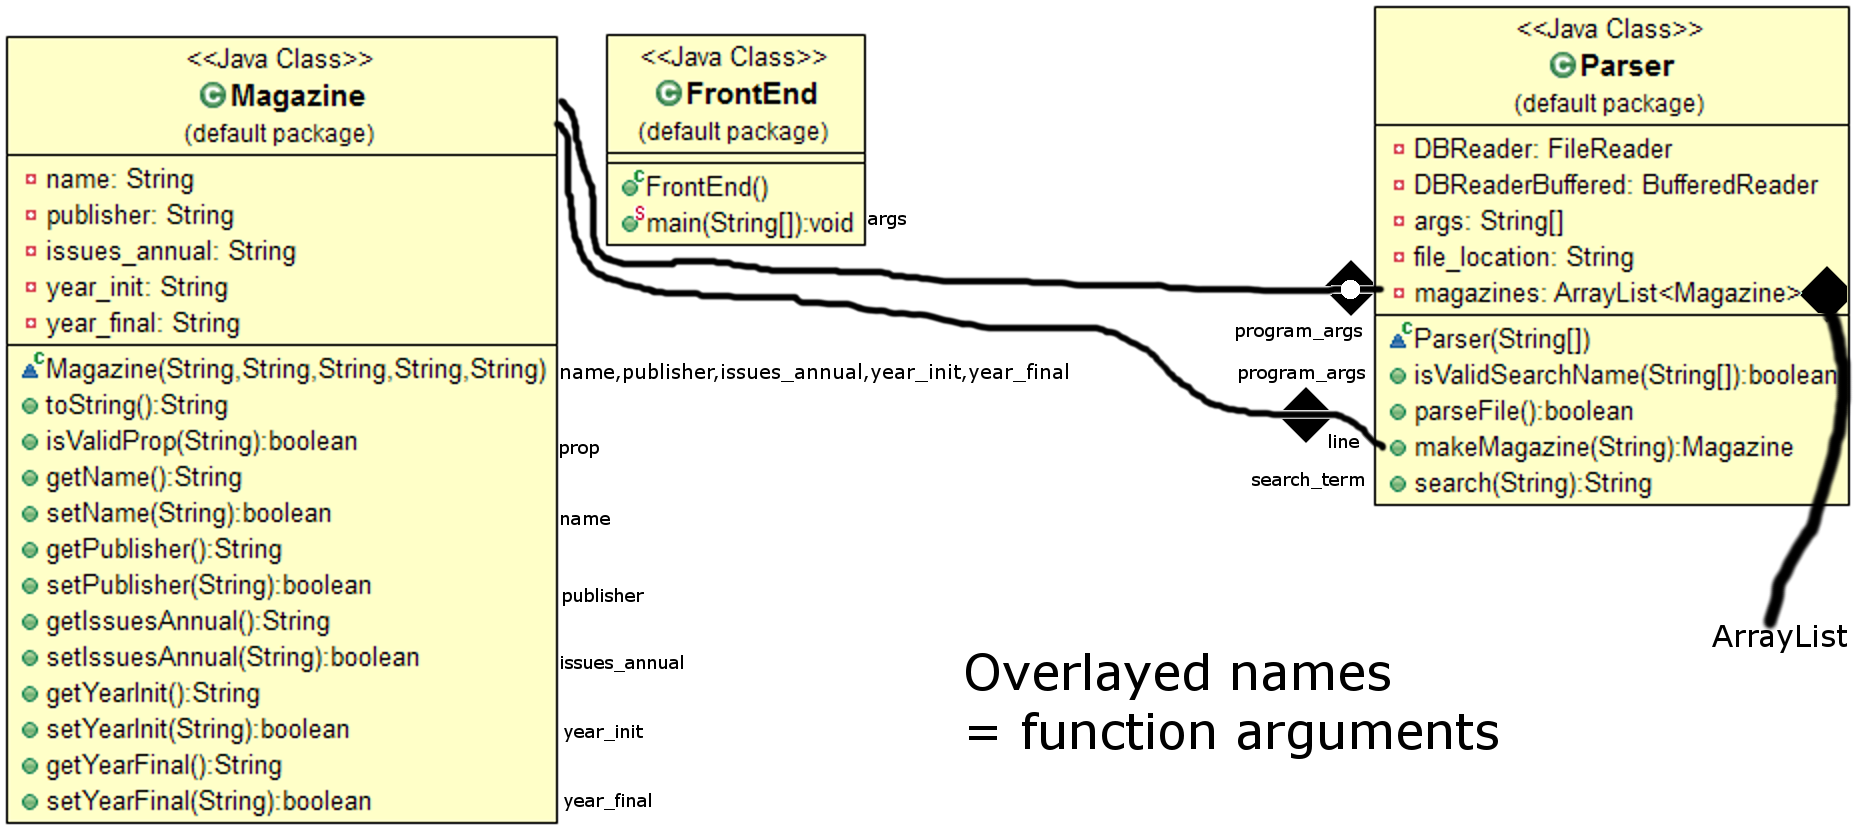 <<Java Class>>
Magazine
(default package)
name: String
publisher: String
issues_annual: String
year_init: String
year_final: String
Magazine(String,String,String,String,String)
name,publisher,issues_annual,year_init,year_final
toString():String
isValidProp(String):boolean
prop
getName():String
setName(String):boolean
name
getPublisher():String
setPublisher(String):boolean
publisher
getIssuesAnnual():String
setIssuesAnnual(String):boolean
issues_annual
getYearInit():String
setYearInit(String):boolean
year_init
getYearFinal():String
setYearFinal(String):boolean
year_final
<<Java Class>>
FrontEnd
(default package)
FrontEnd()
main(String[]):void
args
<<Java Class>>
Parser
(default package)
DBReader: FileReader
DBReaderBuffered: BufferedReader
args: String[]
file_location: String
magazines: ArrayList<Magazine>
program_args
Parser(String[])
program_args
isValidSearchName(String[]):boolean
parseFile():boolean
line
makeMagazine(String):Magazine
search_term
search(String):String
ArrayList
Overlayed names
= function arguments